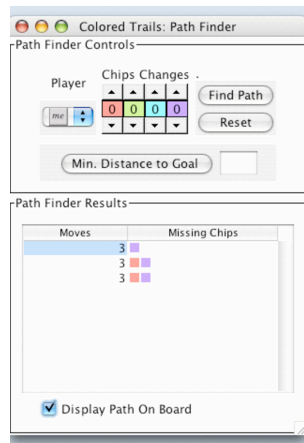 Colored Trails: Path Finder
Path Finder Controls
Player
Chips Changes .
me
0 0 0 0
Find Path
Reset
Min. Distance to Goal
Path Finder Results
Moves Missing Chips
3
3
3
Display Path On Board